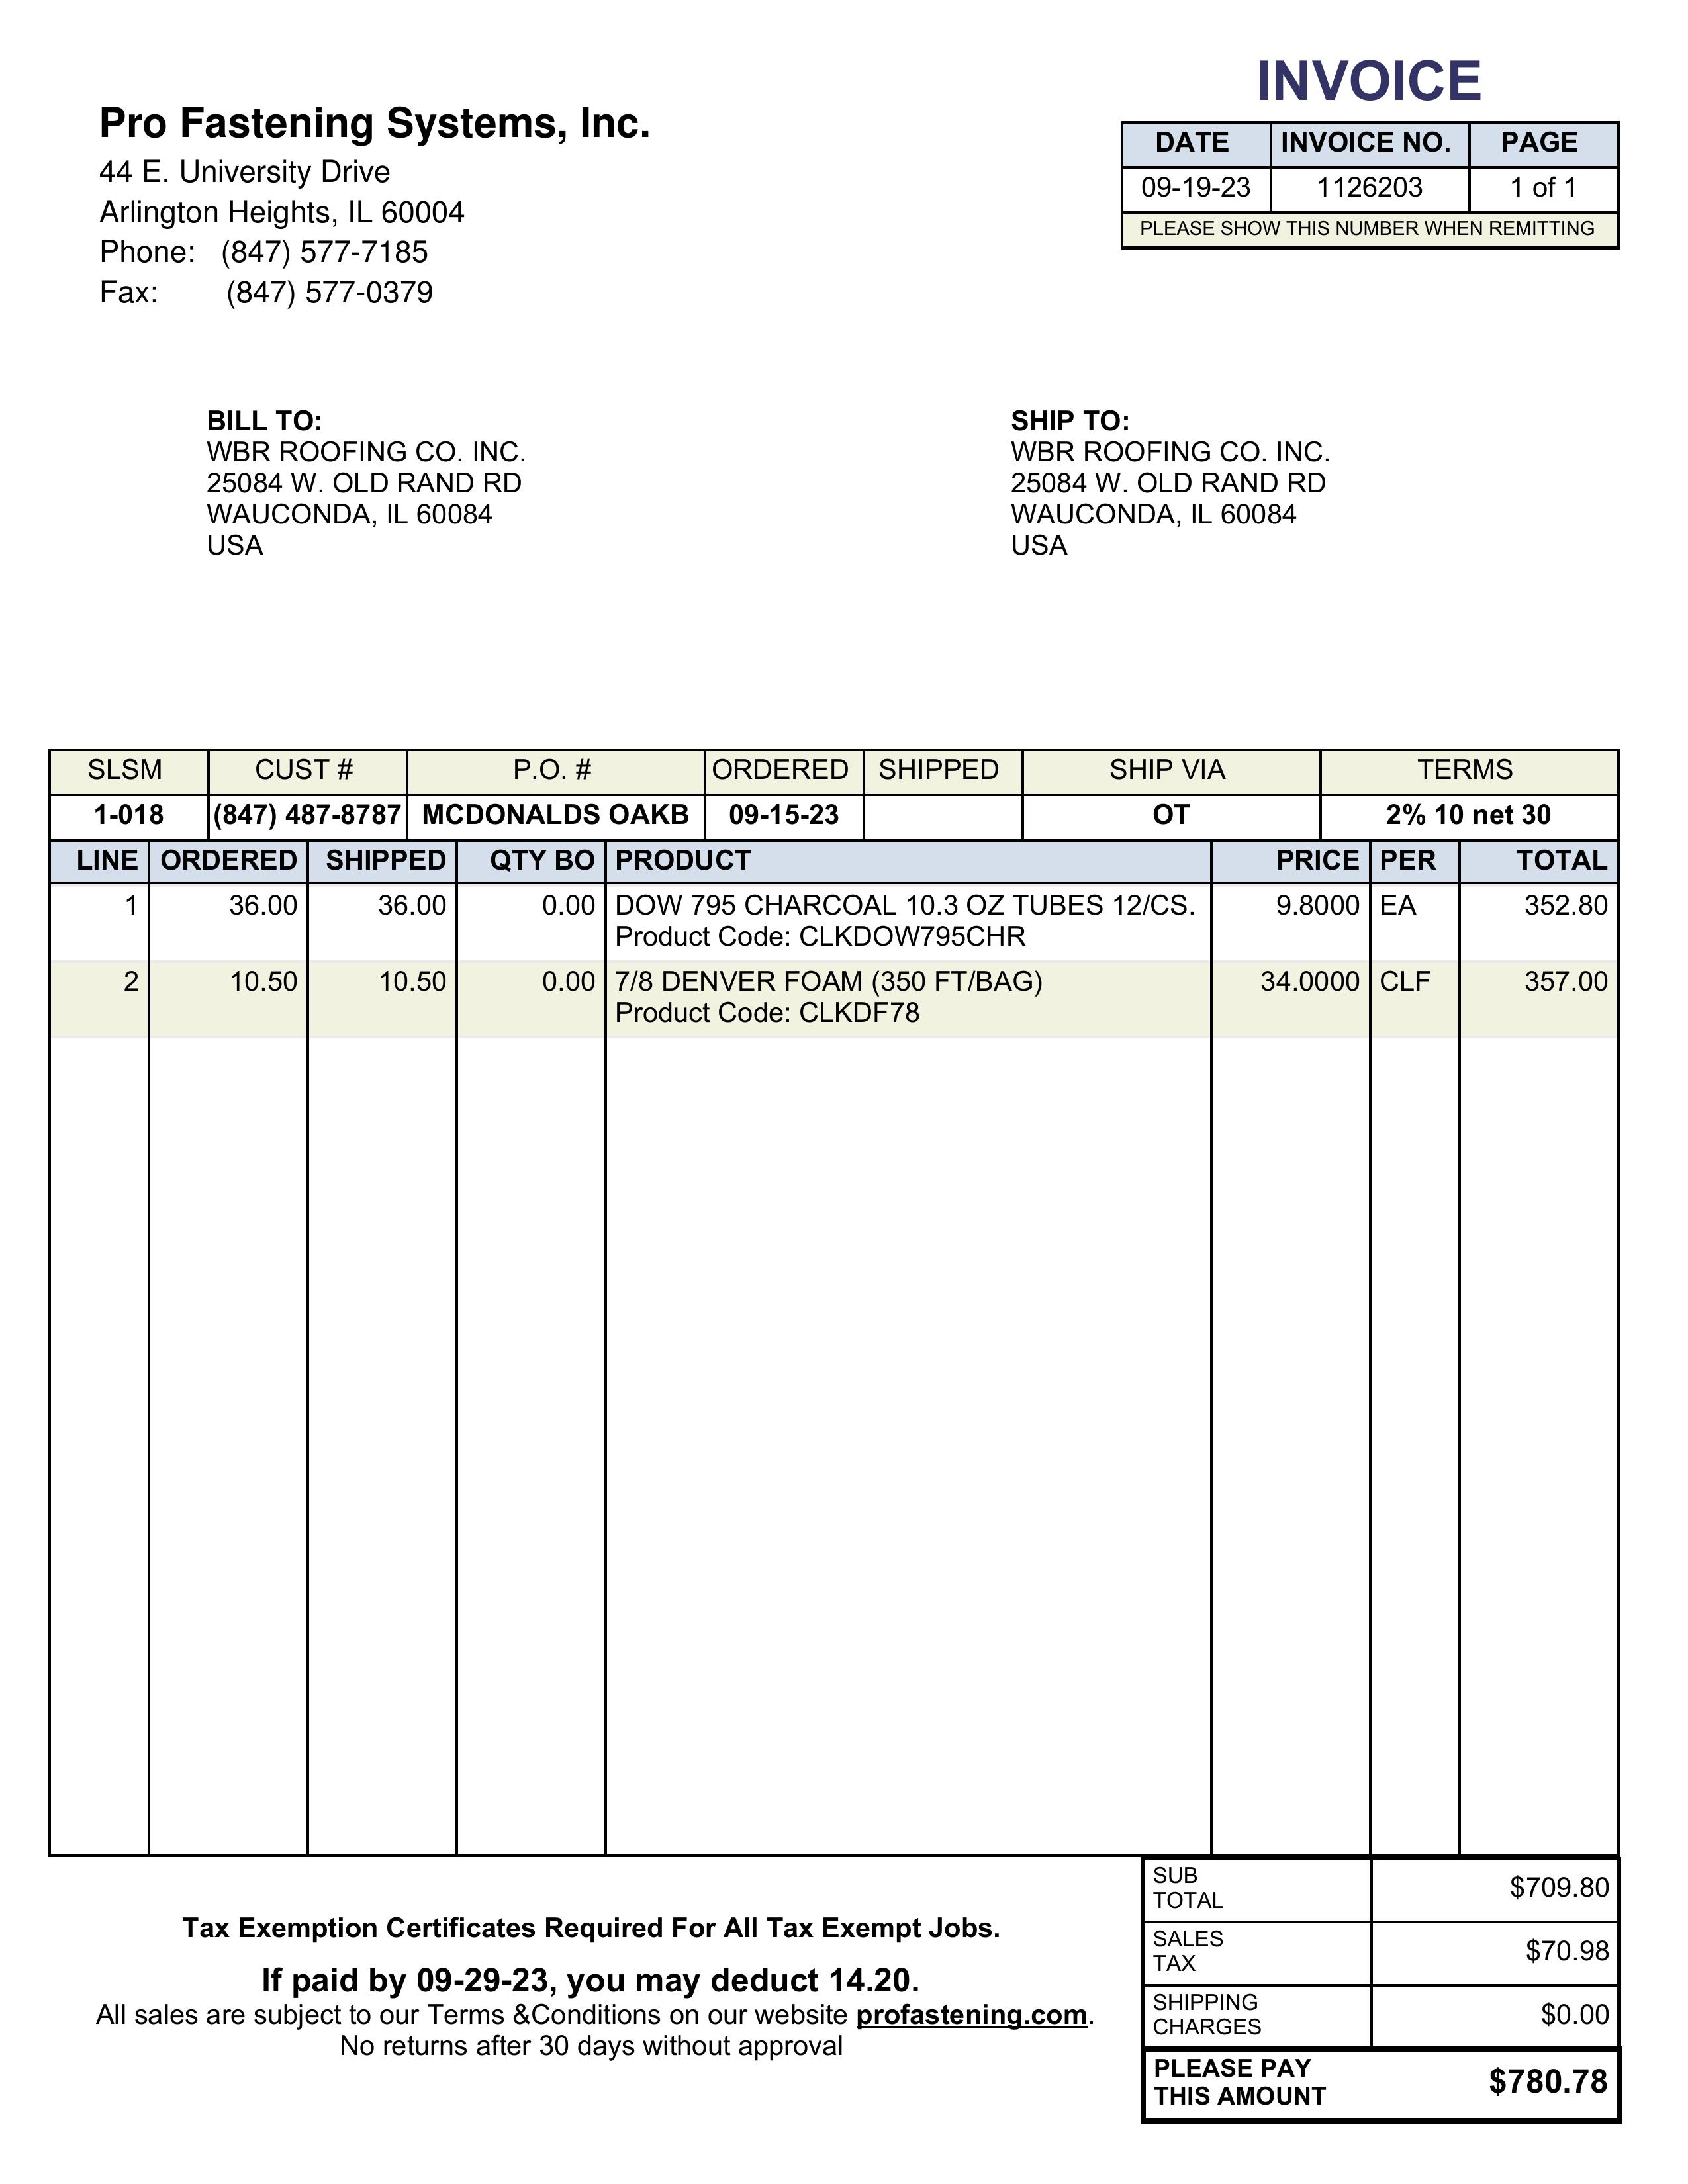 INVOICE
Pro Fastening Systems, Inc.
44 E. University Drive
Arlington Heights, IL 60004
Phone: (847) 577-7185
Fax: (847) 577-0379
DATE INVOICE NO. PAGE
09-19-23 1126203 1 of 1
PLEASE SHOW THIS NUMBER WHEN REMITTING
BILL TO:
WBR ROOFING CO. INC.
25084 W. OLD RAND RD
WAUCONDA, IL 60084
USA
SHIP TO:
WBR ROOFING CO. INC.
25084 W. OLD RAND RD
WAUCONDA, IL 60084
USA
SLSM CUST # P.O. # ORDERED SHIPPED SHIP VIA TERMS
1-018 (847) 487-8787 MCDONALDS OAKB 09-15-23 OT 2% 10 net 30
LINE ORDERED SHIPPED QTY BO PRODUCT PRICE PER TOTAL
1 36.00 36.00 0.00 DOW 795 CHARCOAL 10.3 OZ TUBES 12/CS. 9.8000 EA 352.80
Product Code: CLKDOW795CHR
2 10.50 10.50 0.00 7/8 DENVER FOAM (350 FT/BAG) 34.0000 CLF 357.00
Product Code: CLKDF78
Tax Exemption Certificates Required For All Tax Exempt Jobs.
If paid by 09-29-23, you may deduct 14.20.
All sales are subject to our Terms &Conditions on our website profastening.com.
No returns after 30 days without approval
SUB
TOTAL $709.80
SALES
TAX $70.98
SHIPPING
CHARGES $0.00
PLEASE PAY
THIS AMOUNT $780.78